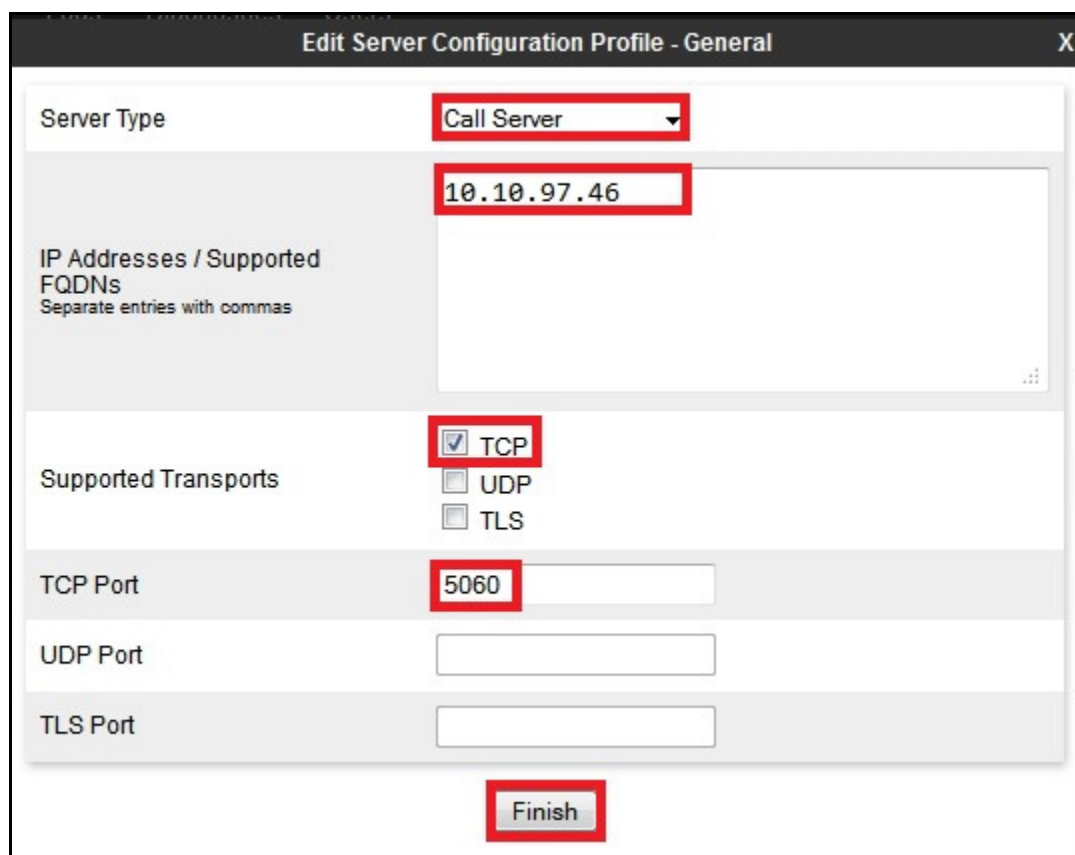 Edit Server Configuration Profile - General X
Server Type
Call Server
10.10.97.46
IP Addresses / Supported
FQDNs
Separate entries with commas
Supported Transports
TCP
UDP
TLS
TCP Port
5060
UDP Port
TLS Port
Finish